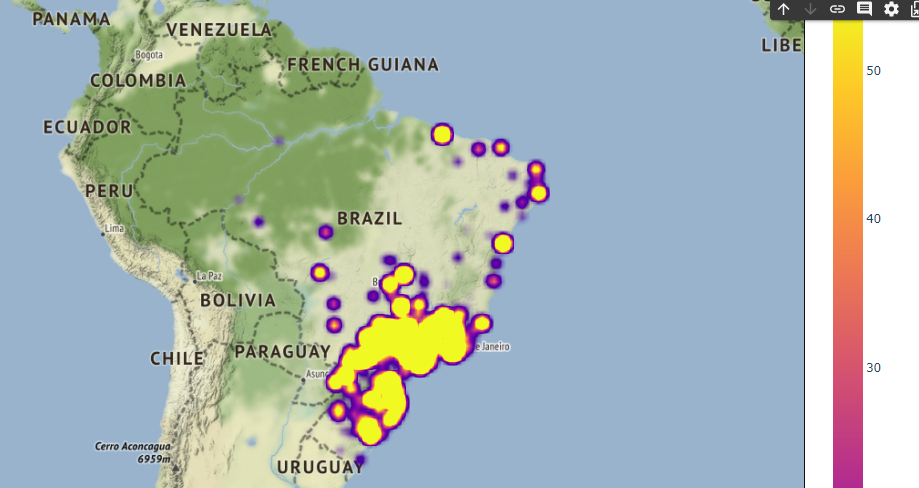 PANAMA
VENEZUELA
LIBE
Bogota
FRENCH GUIANA
COLOMBIA
50
ECUADOR
PERU
BRAZIL
40
Lima
La Paz
B
BOLIVIA
e Janeiro
PARAGUAY
CHILE
Asunc
30
Cerro Aconcagua
6959m
URUGUAY